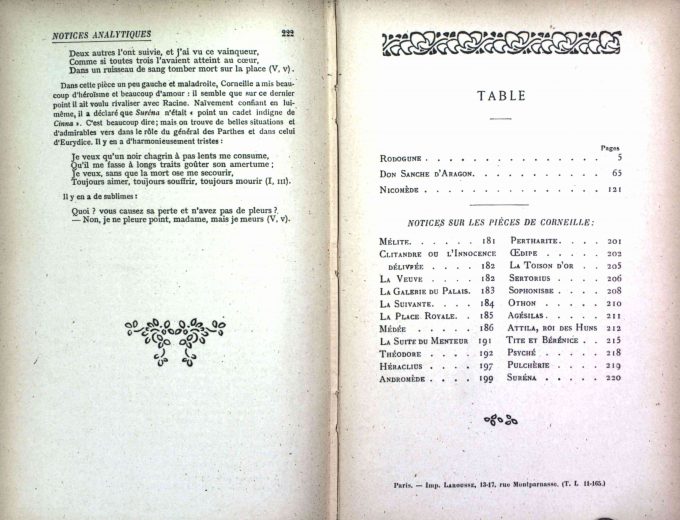 NOTICES ANALYTIQUES 222
Deux autres l'ont suivie, et j'ai vu ce vainqueur,
Comme si toutes trois l'avaient atteint au cœur,
Dans un ruisseau de sang tomber mort sur la place (V, v).
Dans cette pièce un peu gauche et maladroite, Corneille a mis beau-
coup d'héroïsme et beaucoup d'amour : il semble que sur ce dernier
point il ait voulu rivaliser avec Racine. Naïvement confiant en lui-
même, il a déclaré que Suréna n'était « point un cadet indigne de
Cinna ». C'est beaucoup dire; mais on trouve de belles situations et
d'admirables vers dans le rôle du général des Parthes et dans celui
d'Eurydice. Il y en a d'harmonieusement tristes :
Je veux qu'un noir chagrin à pas lents me consume,
Qu'il me fasse à longs traits goûter son amertume ;
Je veux, sans que la mort ose me secourir,
Toujours aimer, toujours souffrir, toujours mourir (I, III).
Il y en a de sublimes :
Quoi ? vous causez sa perte et n'avez pas de pleurs ?
— Non, je ne pleure point, madame, mais je meurs (V, v).
TABLE
Pages
RODOGUNE . . . . . . . . . . . . . . 5
DON SANCHE D'ARAGON. . . . . . . . . . 65
NICOMÈDE . . . . . . . . . . . . . . 121
NOTICES SUR LES PIÈCES DE CORNEILLE :
MÉLITE. . . . . . . 181
CLITANDRE OU L'INNOCENCE
DÉLIVRÉE . . . . 182
LA VEUVE . . . . . 182
LA GALERIE DU PALAIS. 183
LA SUIVANTE. . . . . 184
LA PLACE ROYALE. . 185
MÉDÉE . . . . . . 186
LA SUITE DU MENTEUR 191
THÉODORE . . . . . 192
HÉRACLIUS . . . . . 197
ANDROMÈDE . . . . 199
PERTHARITE. . . . 201
ŒDIPE . . . . . . 202
LA TOISON D'OR . . 205
SERTORIUS . . . . 206
SOPHONISBE . . . . 208
OTHON . . . . . . 210
AGÉSILAS. . . . . 211
ATTILA, ROI DES HUNS 212
TITE ET BÉRÉNICE . . 215
PSYCHÉ . . . . . 218
PULCHÉRIE . . . . 219
SURÉNA . . . . . 220
Paris. — Imp. LAROUSSE, 13-17, rue Montparnasse. (T. I. 11-165.)